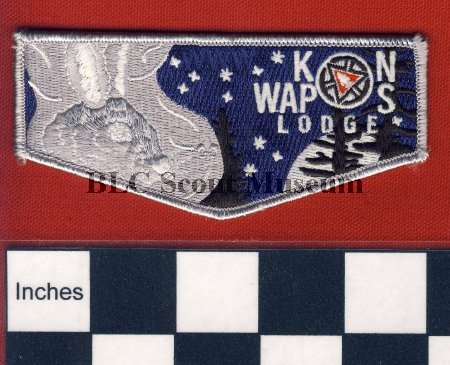 KON
WAPOS
LODGE
BLC Scout Museum
Inches